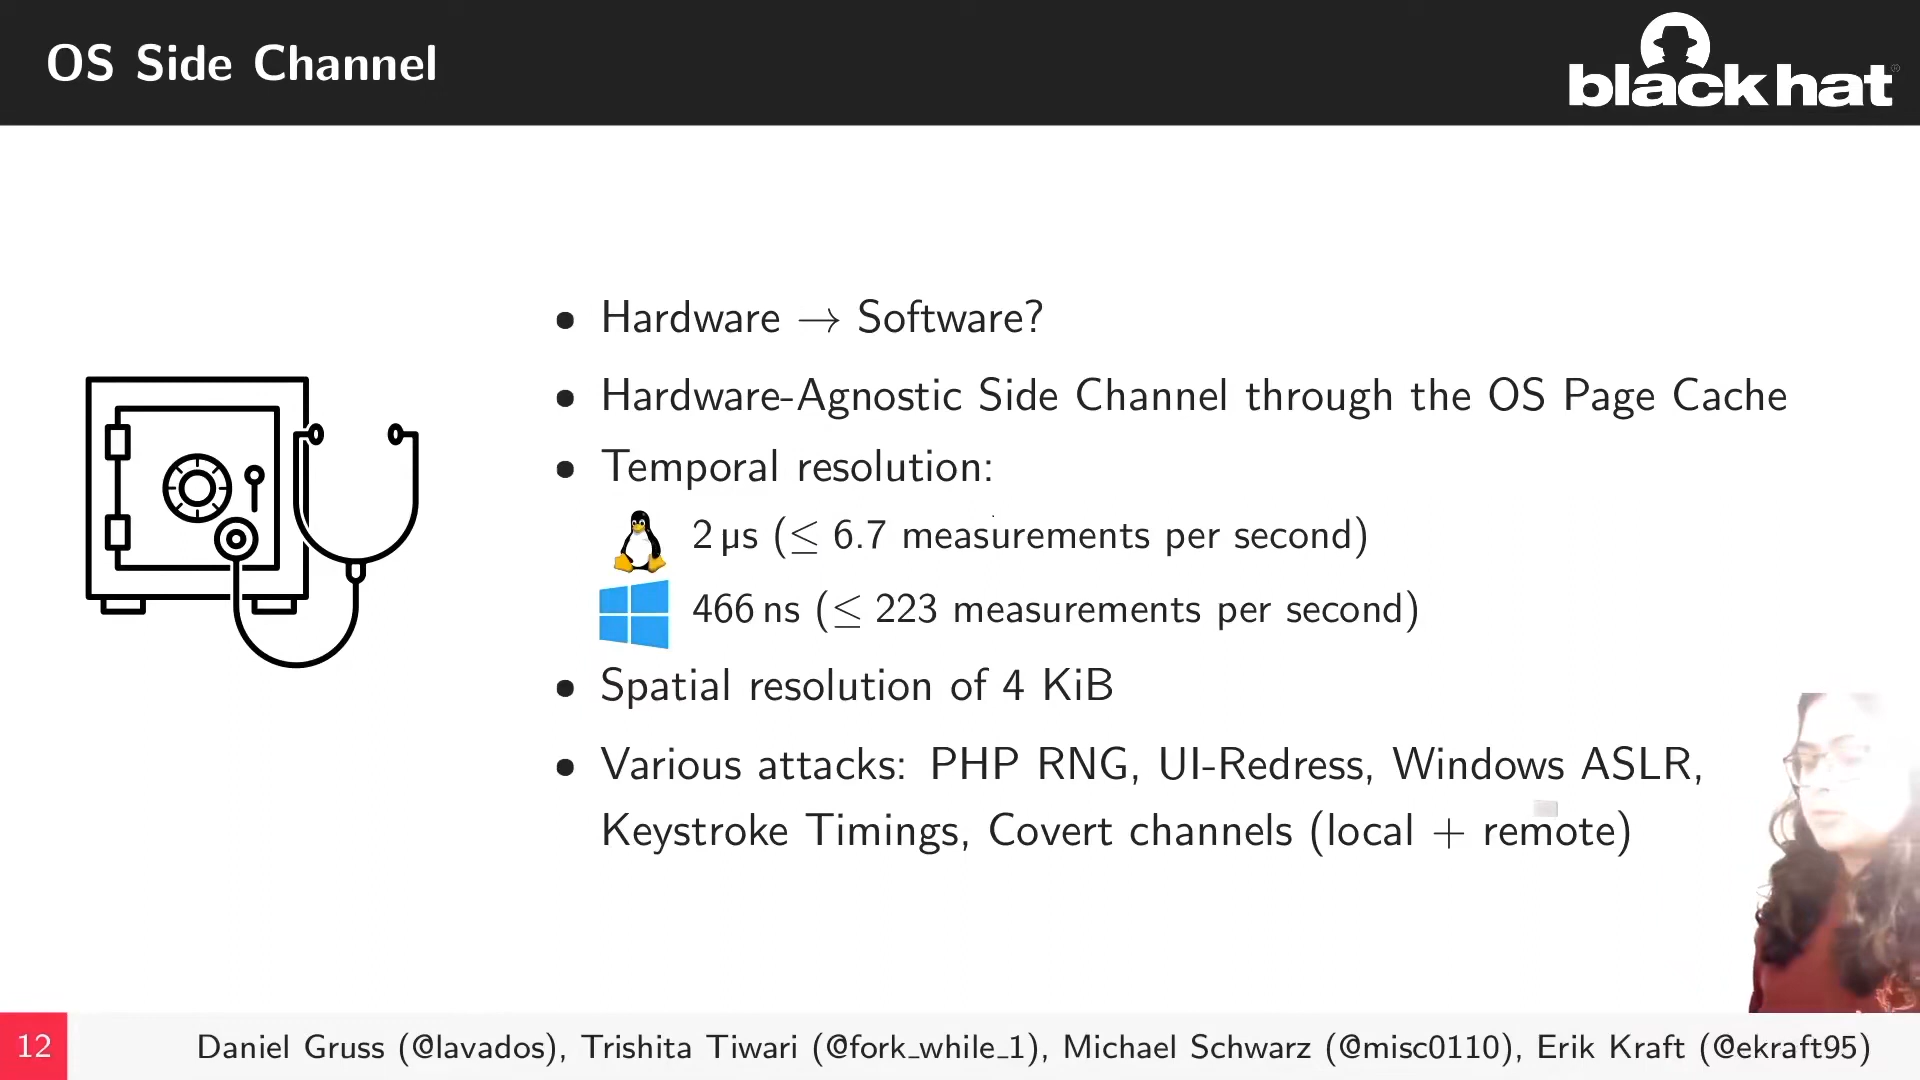 OS Side Channel
black hat®
• Hardware → Software?
• Hardware-Agnostic Side Channel through the OS Page Cache
• Temporal resolution:
2 µs (≤ 6.7 measurements per second)
466 ns (≤ 223 measurements per second)
• Spatial resolution of 4 KiB
• Various attacks: PHP RNG, UI-Redress, Windows ASLR,
Keystroke Timings, Covert channels (local + remote)
12
Daniel Gruss (@lavados), Trishita Tiwari (@fork_while_1), Michael Schwarz (@misc0110), Erik Kraft (@ekraft95)